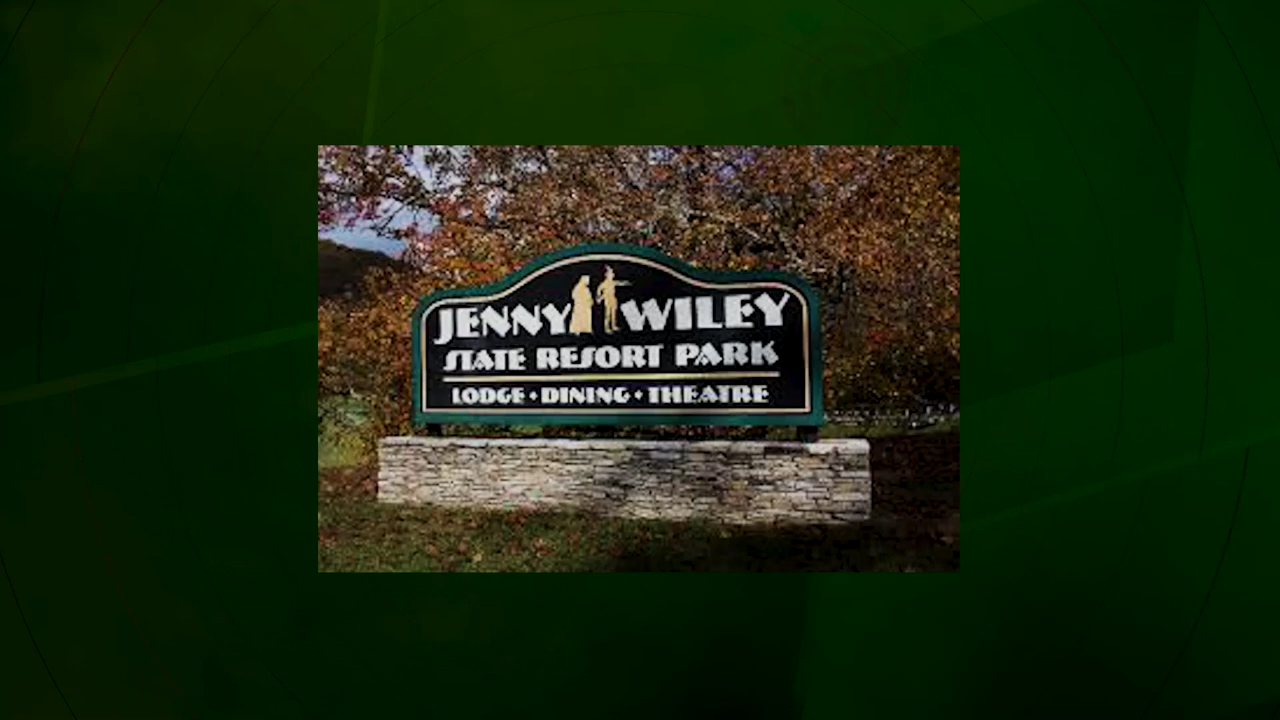 JENNY WILEY
STATE RESORT PARK
LODGE • DINING • THEATRE